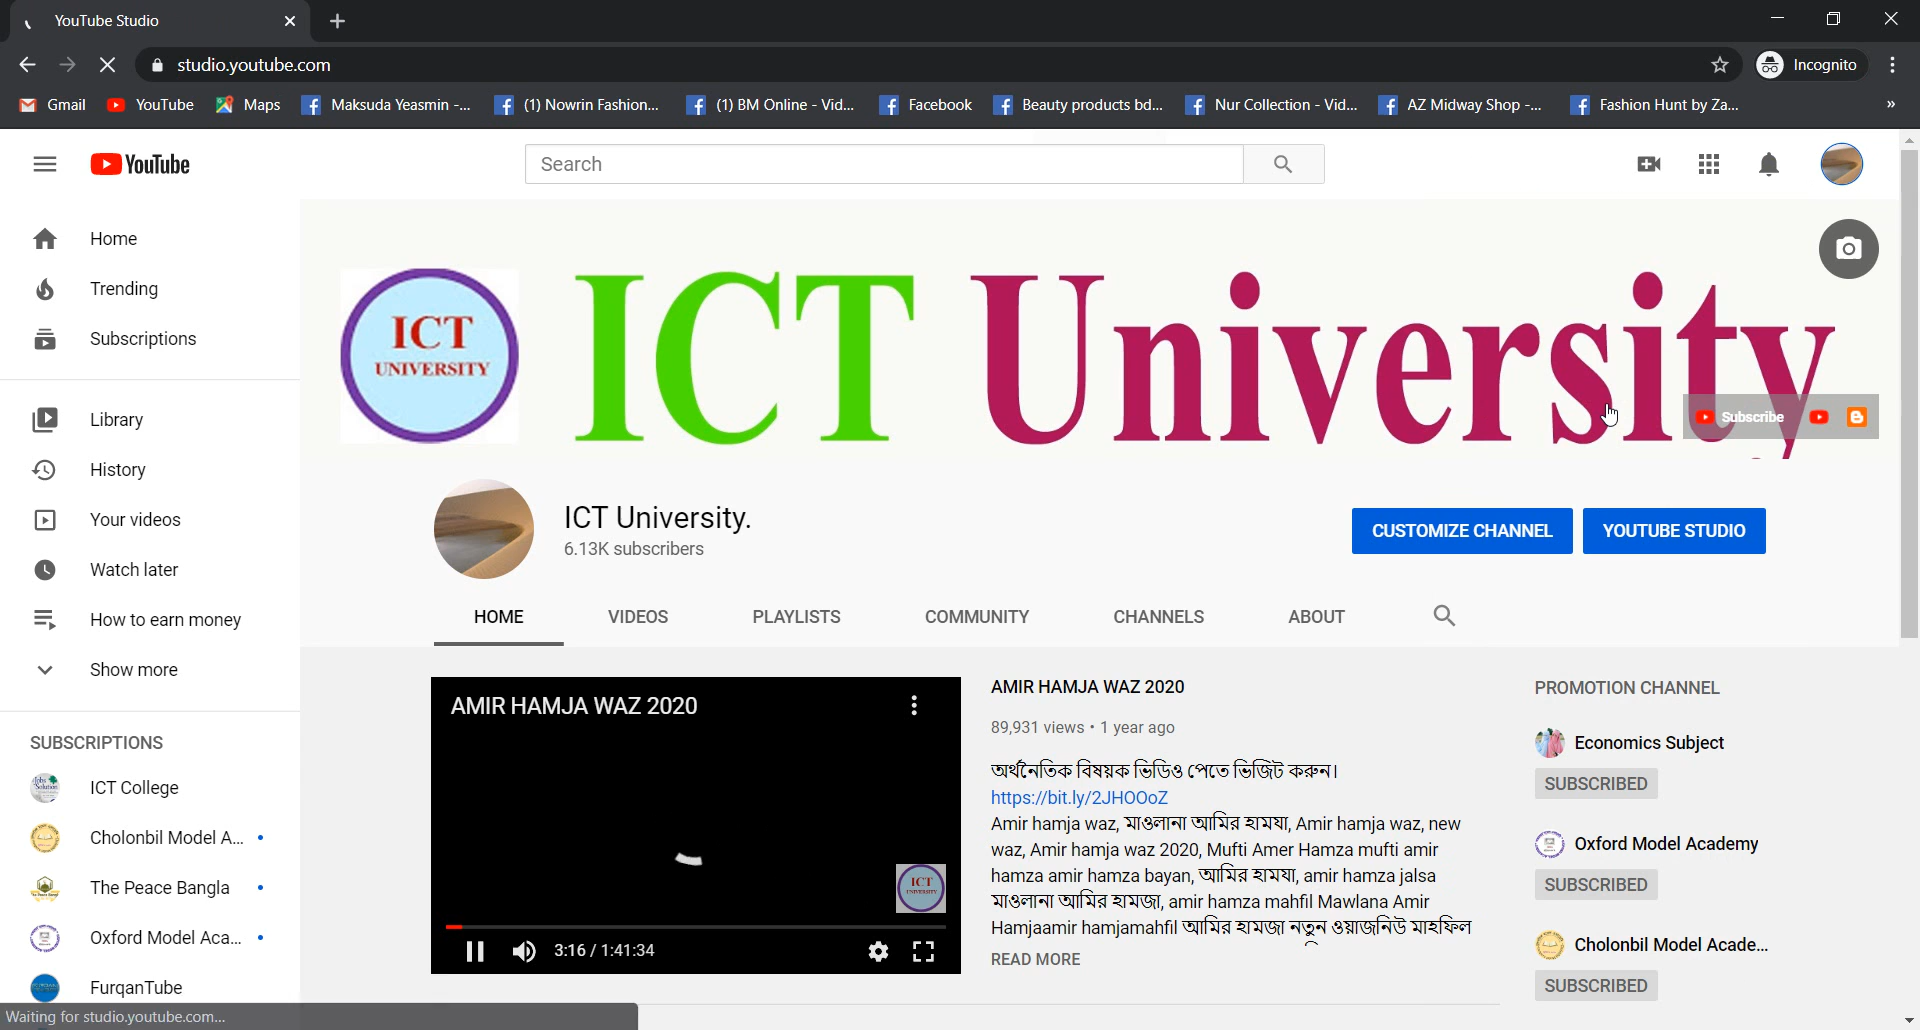 YouTube Studio
studio.youtube.com
Incognito
Gmail
YouTube
Maps
Maksuda Yeasmin -...
(1) Nowrin Fashion...
(1) BM Online - Vid...
Facebook
Beauty products bd...
Nur Collection - Vid...
AZ Midway Shop -...
Fashion Hunt by Za...
»
YouTube
Search
Home
Trending
Subscriptions
Library
History
Your videos
Watch later
How to earn money
Show more
SUBSCRIPTIONS
ICT College
Cholonbil Model A...
The Peace Bangla
Oxford Model Aca...
FurqanTube
Waiting for studio.youtube.com...
ICT
UNIVERSITY
ICT University
Subscribe
ICT University.
6.13K subscribers
CUSTOMIZE CHANNEL
YOUTUBE STUDIO
HOME
VIDEOS
PLAYLISTS
COMMUNITY
CHANNELS
ABOUT
AMIR HAMJA WAZ 2020
ICT
UNIVERSITY
3:16 / 1:41:34
AMIR HAMJA WAZ 2020
89,931 views • 1 year ago
অর্থনৈতিক বিষয়ক ভিডিও পেতে ভিজিট করুন।
https://bit.ly/2JHOOoZ
Amir hamja waz, মাওলানা আমির হামযা, Amir hamja waz, new
waz, Amir hamja waz 2020, Mufti Amer Hamza mufti amir
hamza amir hamza bayan, আমির হামযা, amir hamza jalsa
মাওলানা আমির হামজা, amir hamza mahfil Mawlana Amir
Hamjaamir hamjamahfil আমির হামজা নতুন ওয়াজনিউ মাহফিল
READ MORE
PROMOTION CHANNEL
Economics Subject
SUBSCRIBED
Oxford Model Academy
SUBSCRIBED
Cholonbil Model Acade...
SUBSCRIBED